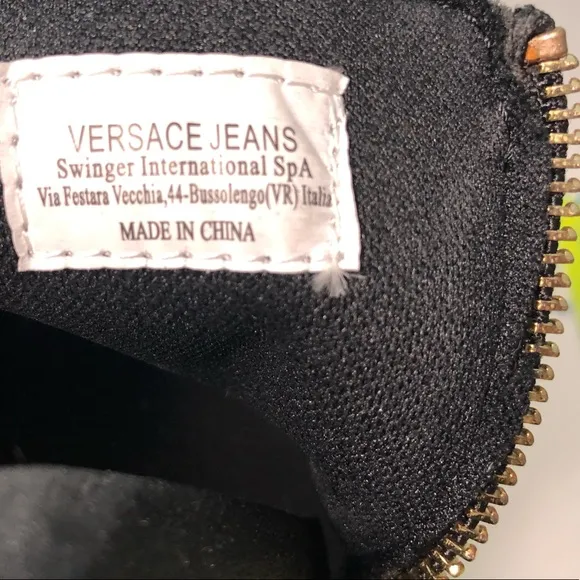 VERSACE JEANS
Swinger International SpA
Via Festara Vecchia,44-Bussolengo(VR) Italia
MADE IN CHINA